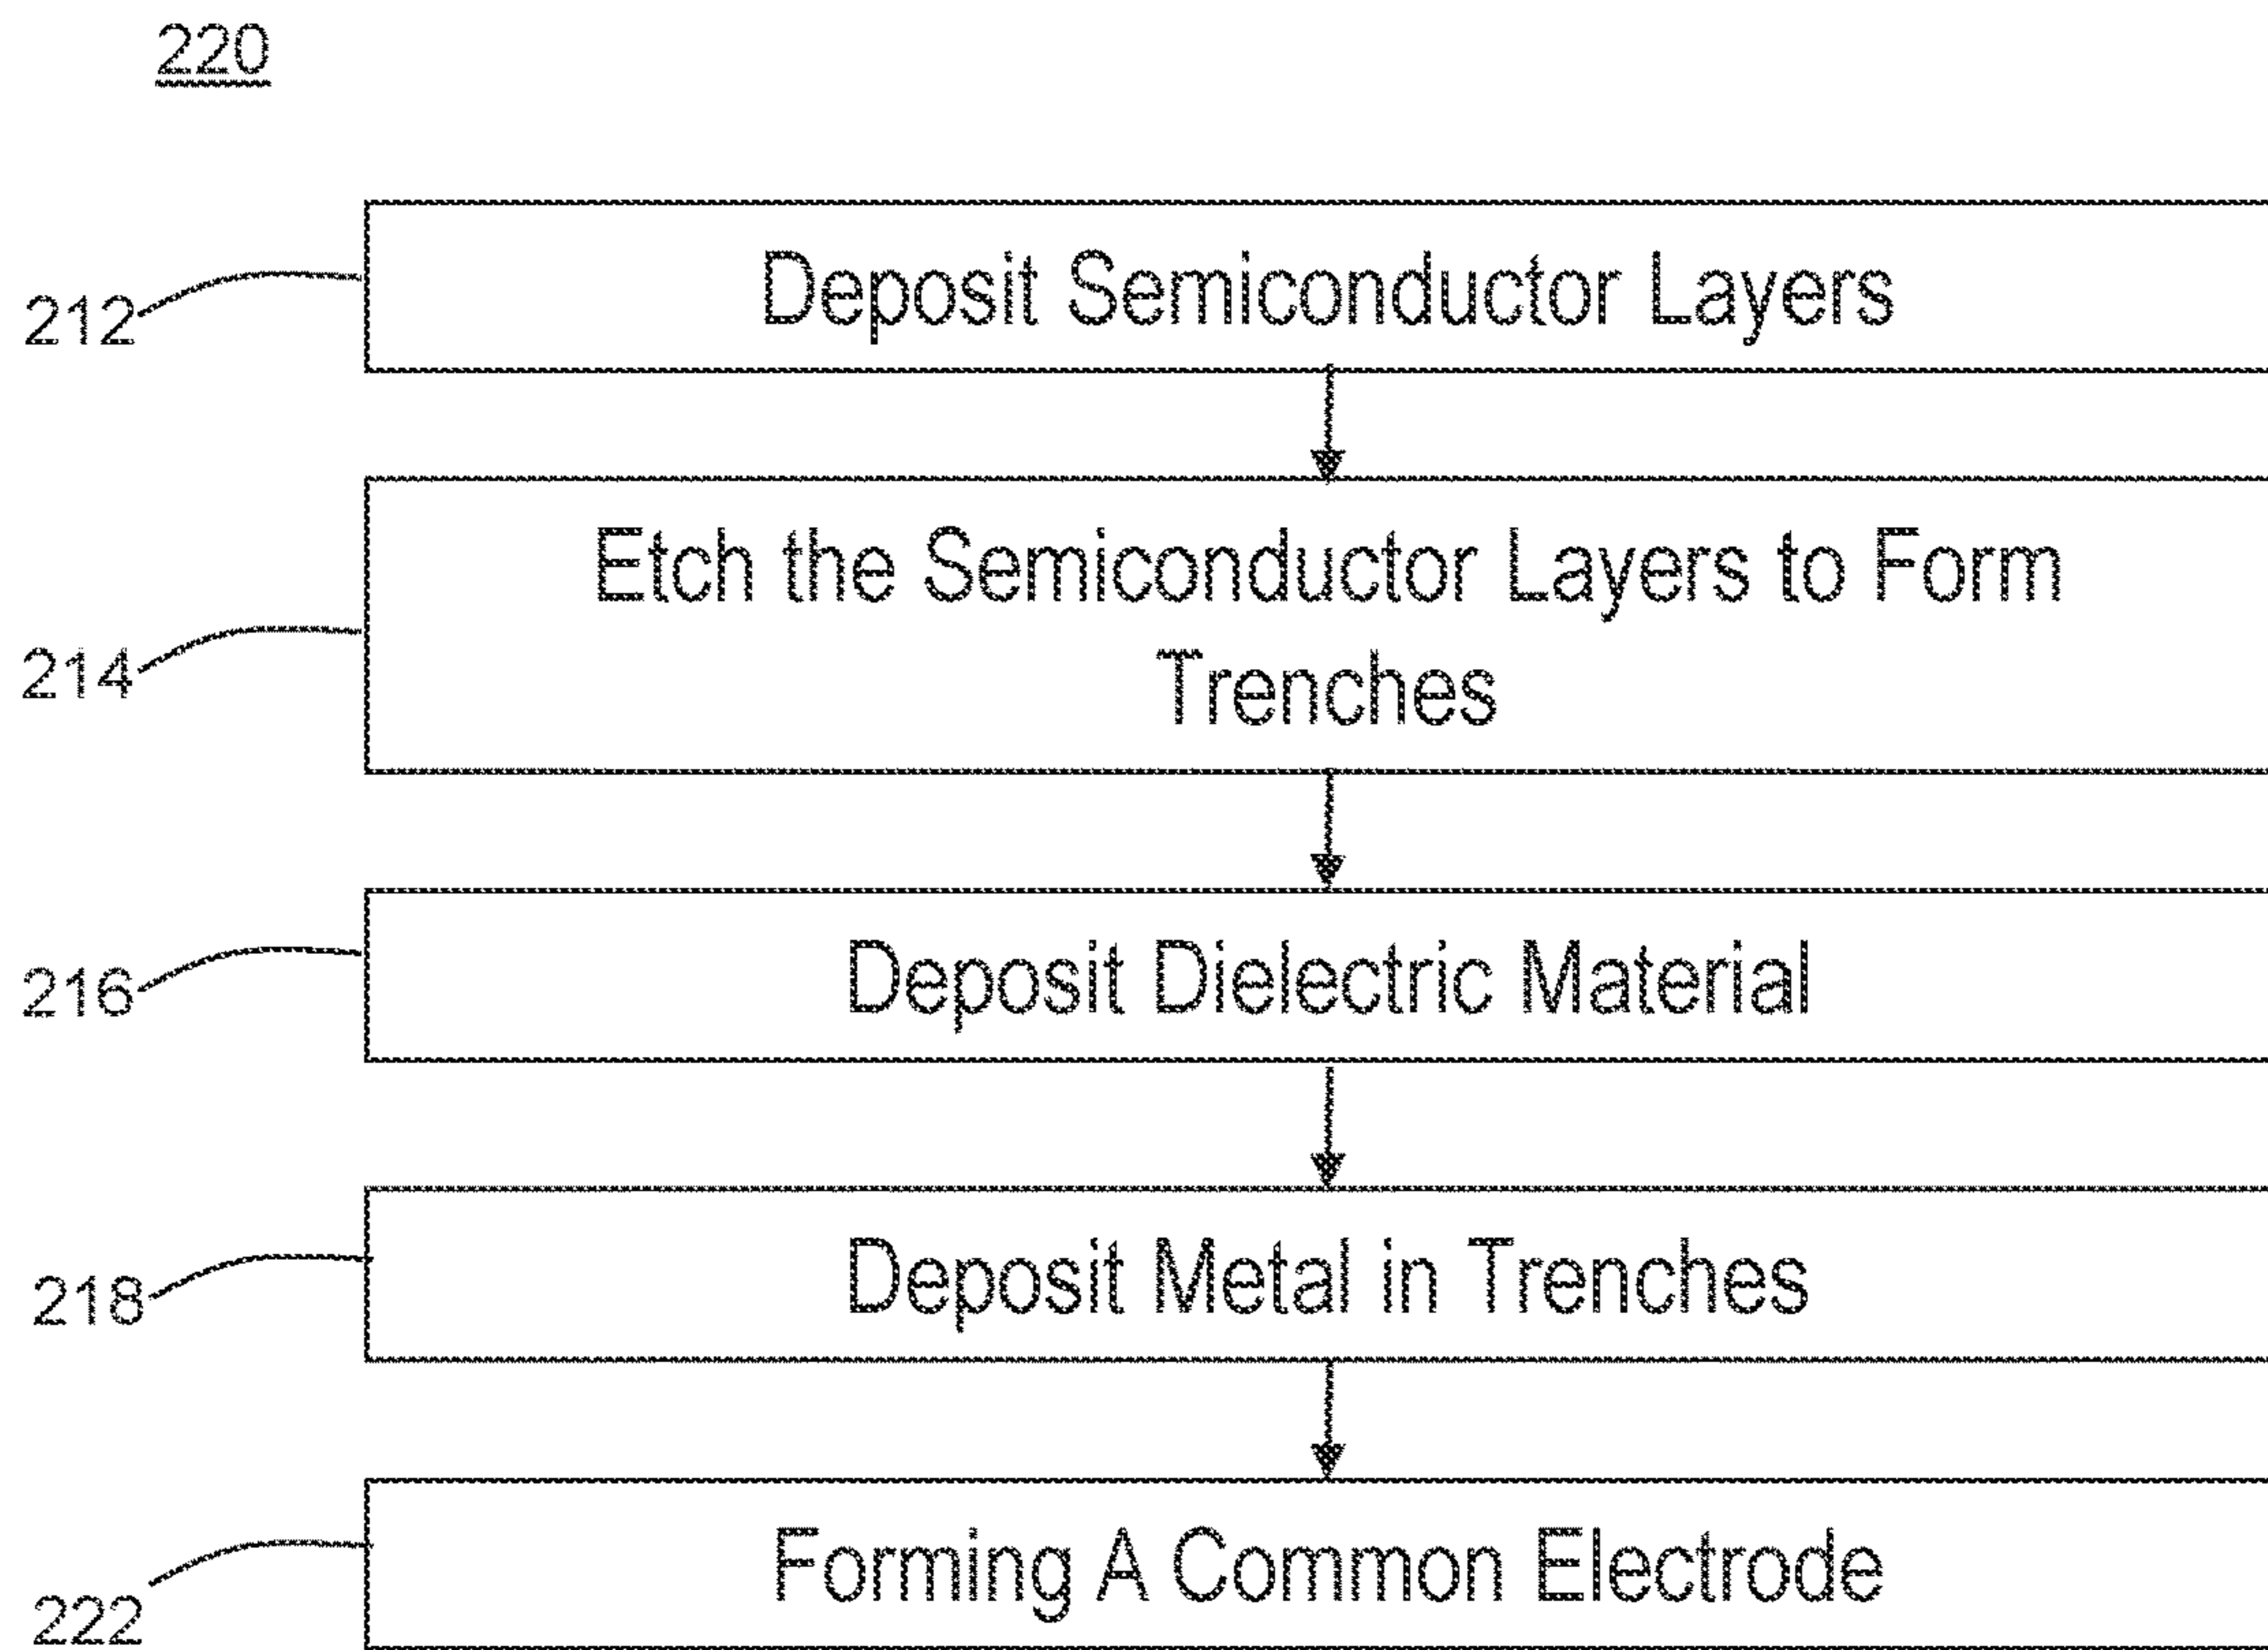 220
212
Deposit Semiconductor Layers
214
Etch the Semiconductor Layers to Form
Trenches
216
Deposit Dielectric Material
218
Deposit Metal in Trenches
222
Forming A Common Electrode